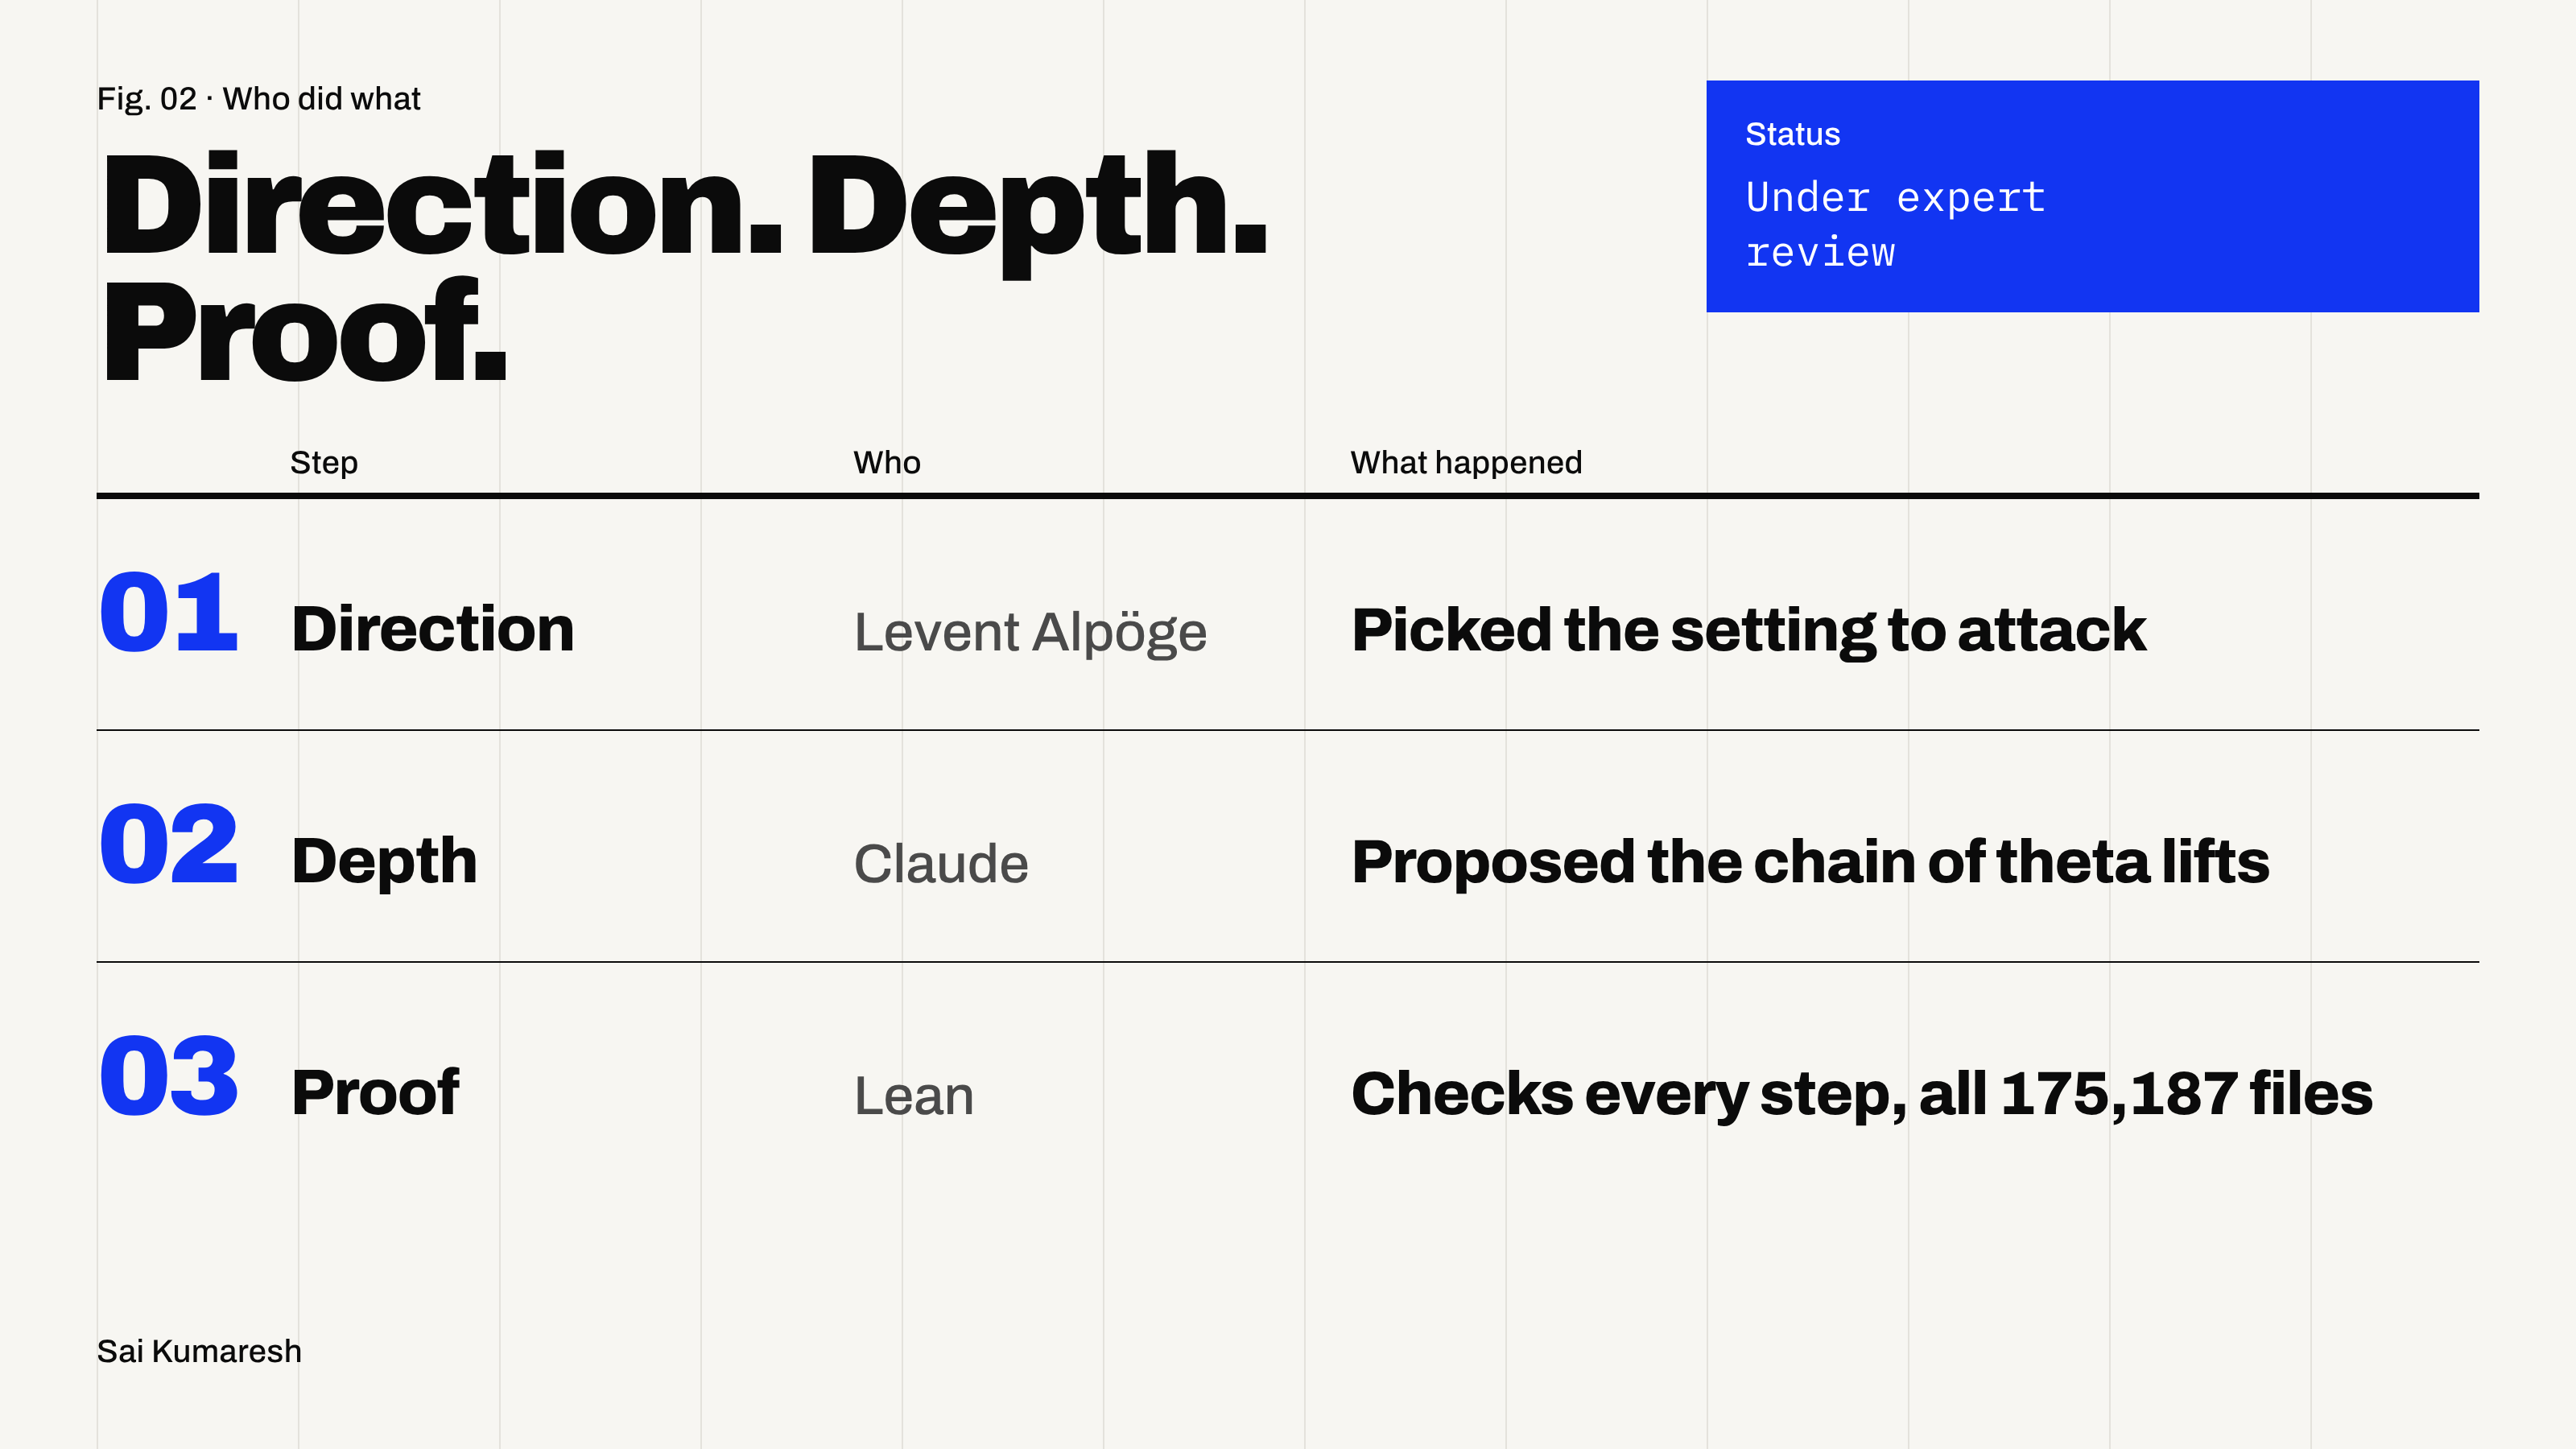 Fig. 02 · Who did what
Direction. Depth.
Proof.
Status
Under expert
review
Step Who What happened
01 Direction Levent Alpöge Picked the setting to attack
02 Depth Claude Proposed the chain of theta lifts
03 Proof Lean Checks every step, all 175,187 files
Sai Kumaresh